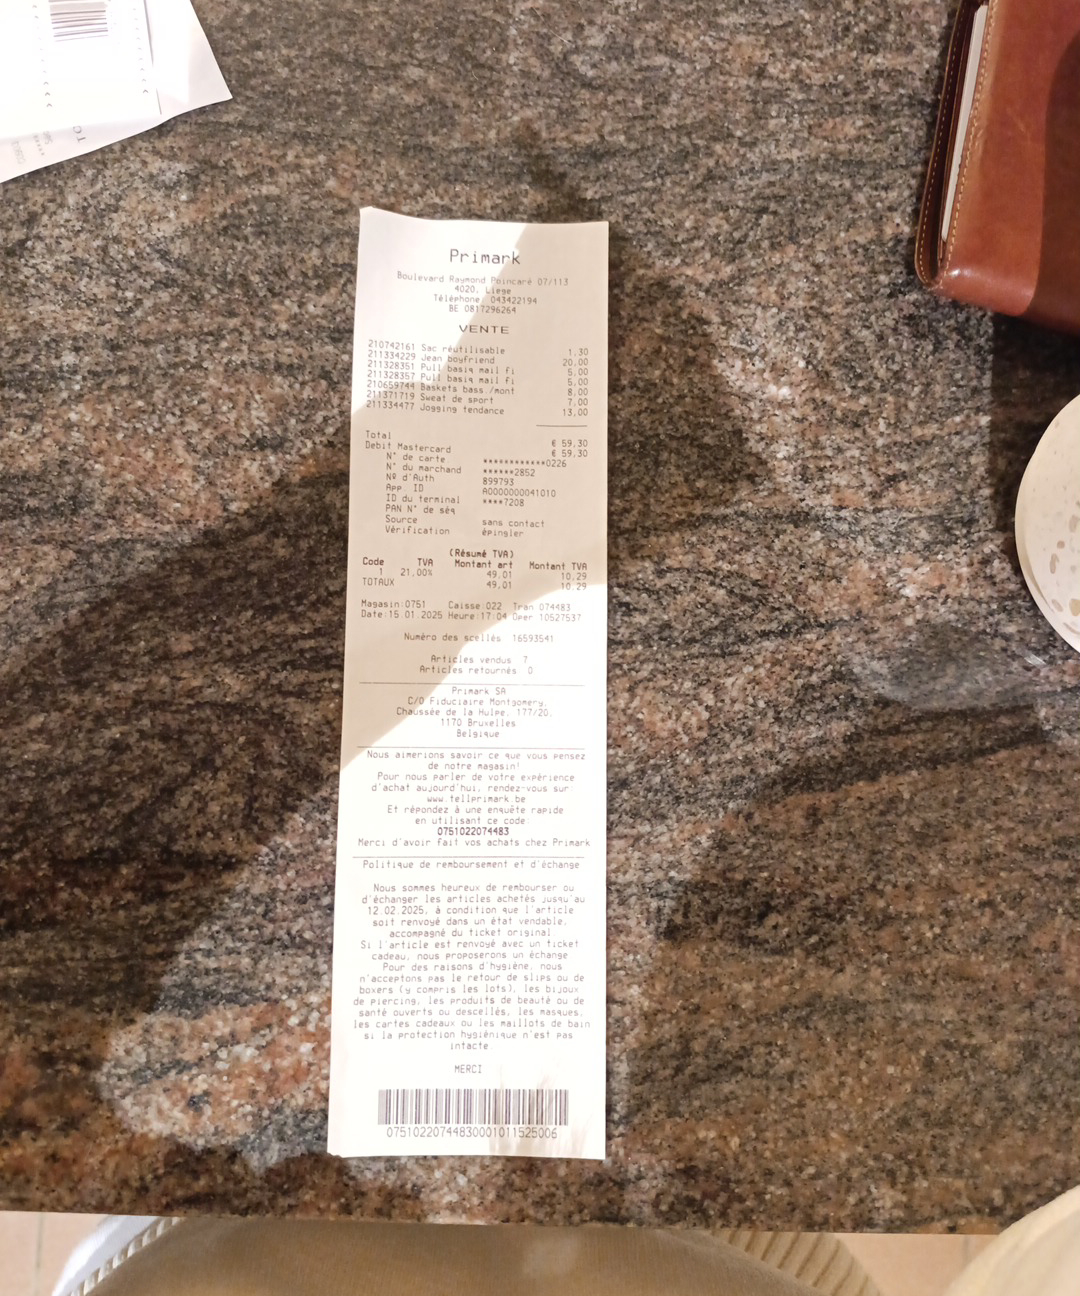 Primark
Boulevard Raymond Poincaré 07/113
4020, Liege
Téléphone: 043422194
BE 0817296264
VENTE
210742161 Sac réutilisable 1,30
211334229 Jean boyfriend 20,00
211328351 Pull basiq mail fi 5,00
211328357 Pull basiq mail fi 5,00
210659744 Baskets bass /mont 8,00
211371719 Sweat de sport 7,00
211334477 Jogging tendance 13,00
Total € 59,30
Debit Mastercard € 59,30
N° de carte ************0226
N° du marchand ******2852
Nº d'Auth 899793
App. ID A0000000041010
ID du terminal ****7208
PAN N° de séq
Source sans contact
Vérification épingler
(Résumé TVA)
Code TVA Montant art Montant TVA
1 21,00% 49,01 10,29
TOTAUX 49,01 10,29
Magasin:0751 Caisse:022 Tran 074483
Date:15.01.2025 Heure:17:04 Oper 10527537
Numéro des scellés 16593541
Articles vendus 7
Articles retournés 0
Primark SA
C/O Fiduciaire Montgomery,
Chaussée de la Hulpe, 177/20,
1170 Bruxelles
Belgique
Nous aimerions savoir ce que vous pensez
de notre magasin!
Pour nous parler de votre expérience
d'achat aujourd'hui, rendez-vous sur:
www.tellprimark.be
Et répondez à une enquête rapide
en utilisant ce code:
0751022074483
Merci d'avoir fait vos achats chez Primark
Politique de remboursement et d'échange
Nous sommes heureux de rembourser ou
d'échanger les articles achetés jusqu'au
12.02.2025, à condition que l'article
soit renvoyé dans un état vendable,
accompagné du ticket original.
Si l'article est renvoyé avec un ticket
cadeau, nous proposerons un échange
Pour des raisons d'hygiène, nous
n'acceptons pas le retour de slips ou de
boxers (y compris les lots), les bijoux
de piercing, les produits de beauté ou de
santé ouverts ou descellés, les masques,
les cartes cadeaux ou les maillots de bain
si la protection hygiénique n'est pas
intacte.
MERCI
07510220744830001011525006